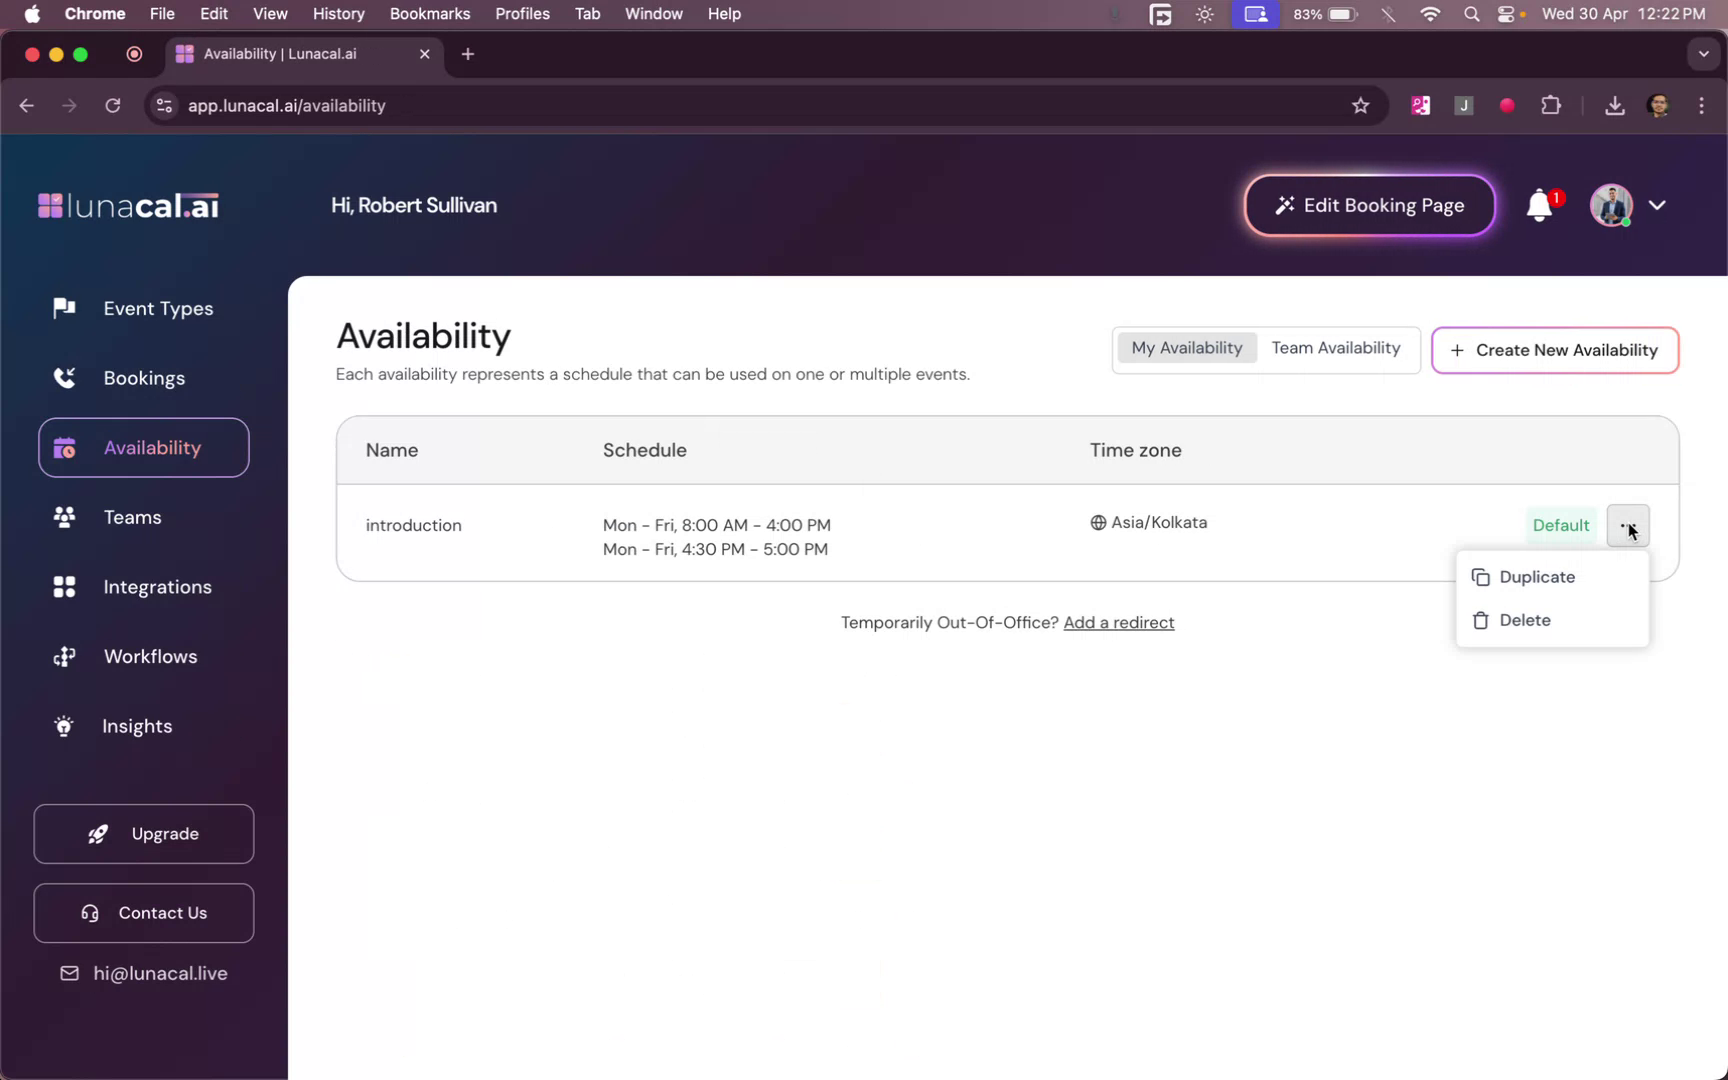 Chrome File Edit View History Bookmarks Profiles Tab Window Help 83% Wed 30 Apr 12:22 PM
Availability | Lunacal.ai
app.lunacal.ai/availability
J
lunacal.ai
Hi, Robert Sullivan
Edit Booking Page
1
Event Types
Bookings
Availability
Teams
Integrations
Workflows
Insights
Upgrade
Contact Us
hi@lunacal.live
Availability
Each availability represents a schedule that can be used on one or multiple events.
My Availability Team Availability
+ Create New Availability
Name Schedule Time zone
introduction
Mon - Fri, 8:00 AM - 4:00 PM
Mon - Fri, 4:30 PM - 5:00 PM
Asia/Kolkata
Default
Duplicate
Delete
Temporarily Out-Of-Office? Add a redirect